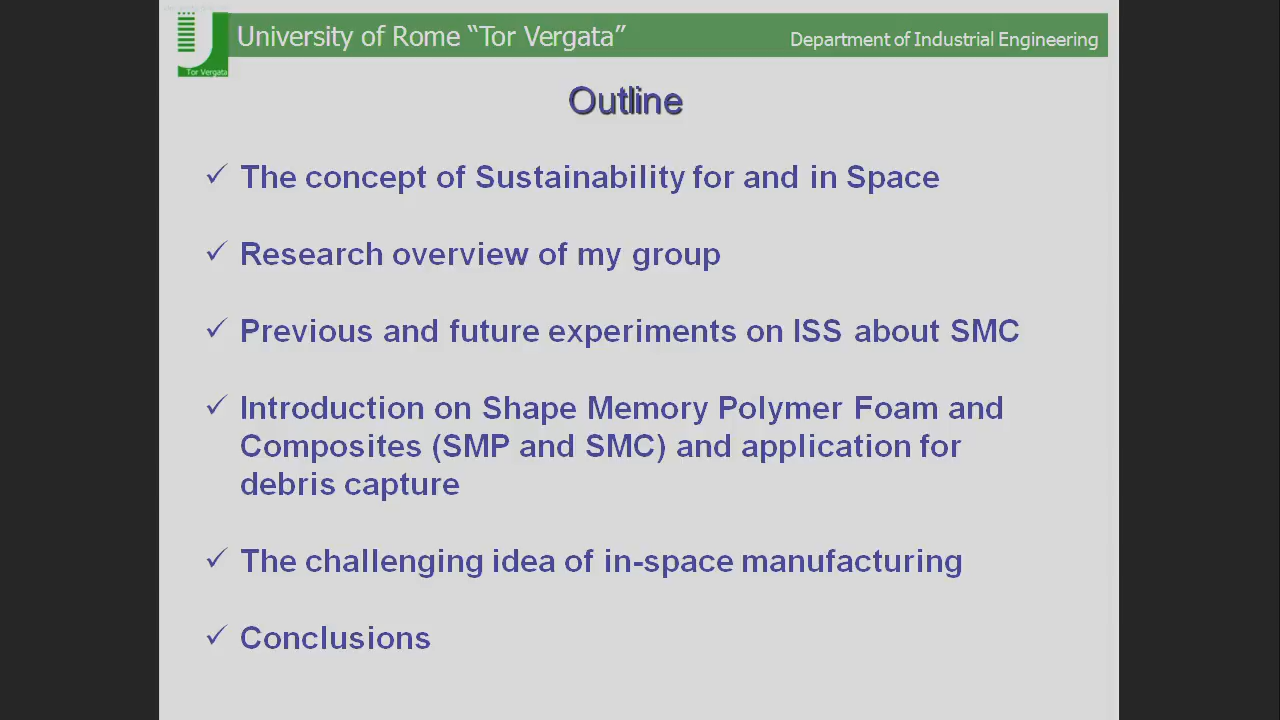 University of Rome “Tor Vergata”
Department of Industrial Engineering
Tor Vergata
Outline
✓ The concept of Sustainability for and in Space
✓ Research overview of my group
✓ Previous and future experiments on ISS about SMC
✓ Introduction on Shape Memory Polymer Foam and
Composites (SMP and SMC) and application for
debris capture
✓ The challenging idea of in-space manufacturing
✓ Conclusions